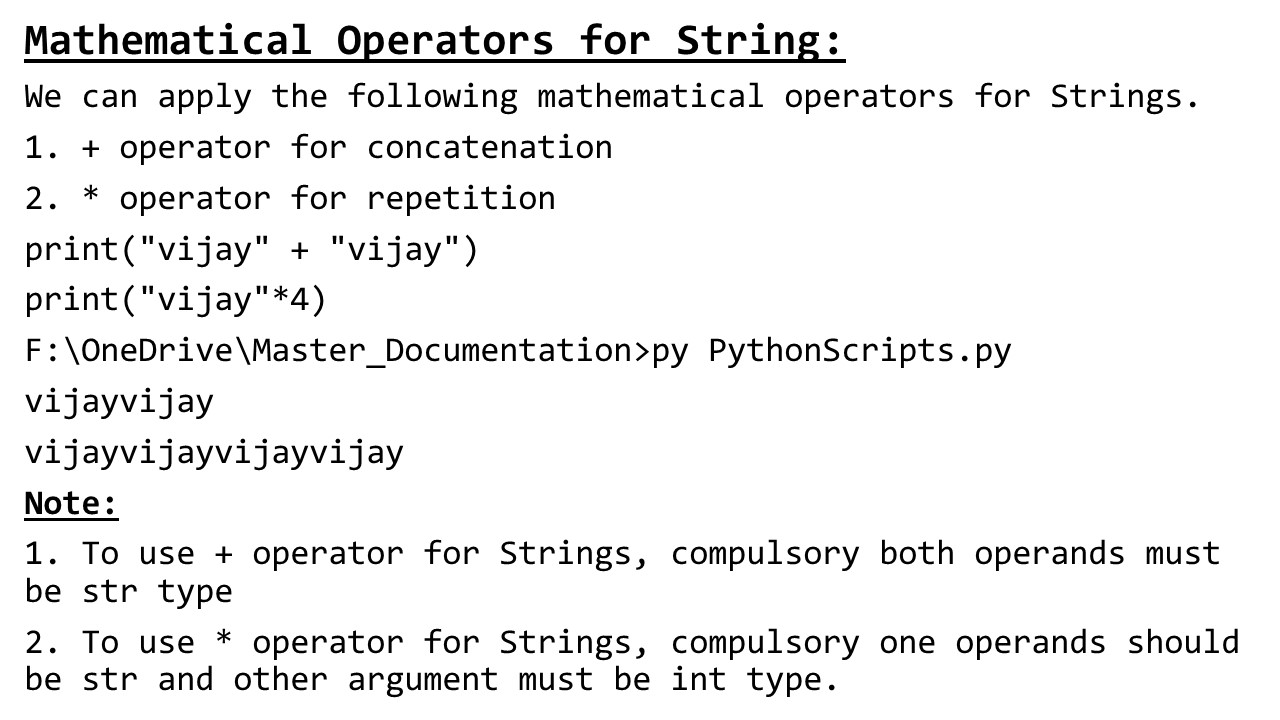 Mathematical Operators for String:
We can apply the following mathematical operators for Strings.
1. + operator for concatenation
2. * operator for repetition
print("vijay" + "vijay")
print("vijay"*4)
F:\OneDrive\Master_Documentation>py PythonScripts.py
vijayvijay
vijayvijayvijayvijay
Note:
1. To use + operator for Strings, compulsory both operands must
be str type
2. To use * operator for Strings, compulsory one operands should
be str and other argument must be int type.